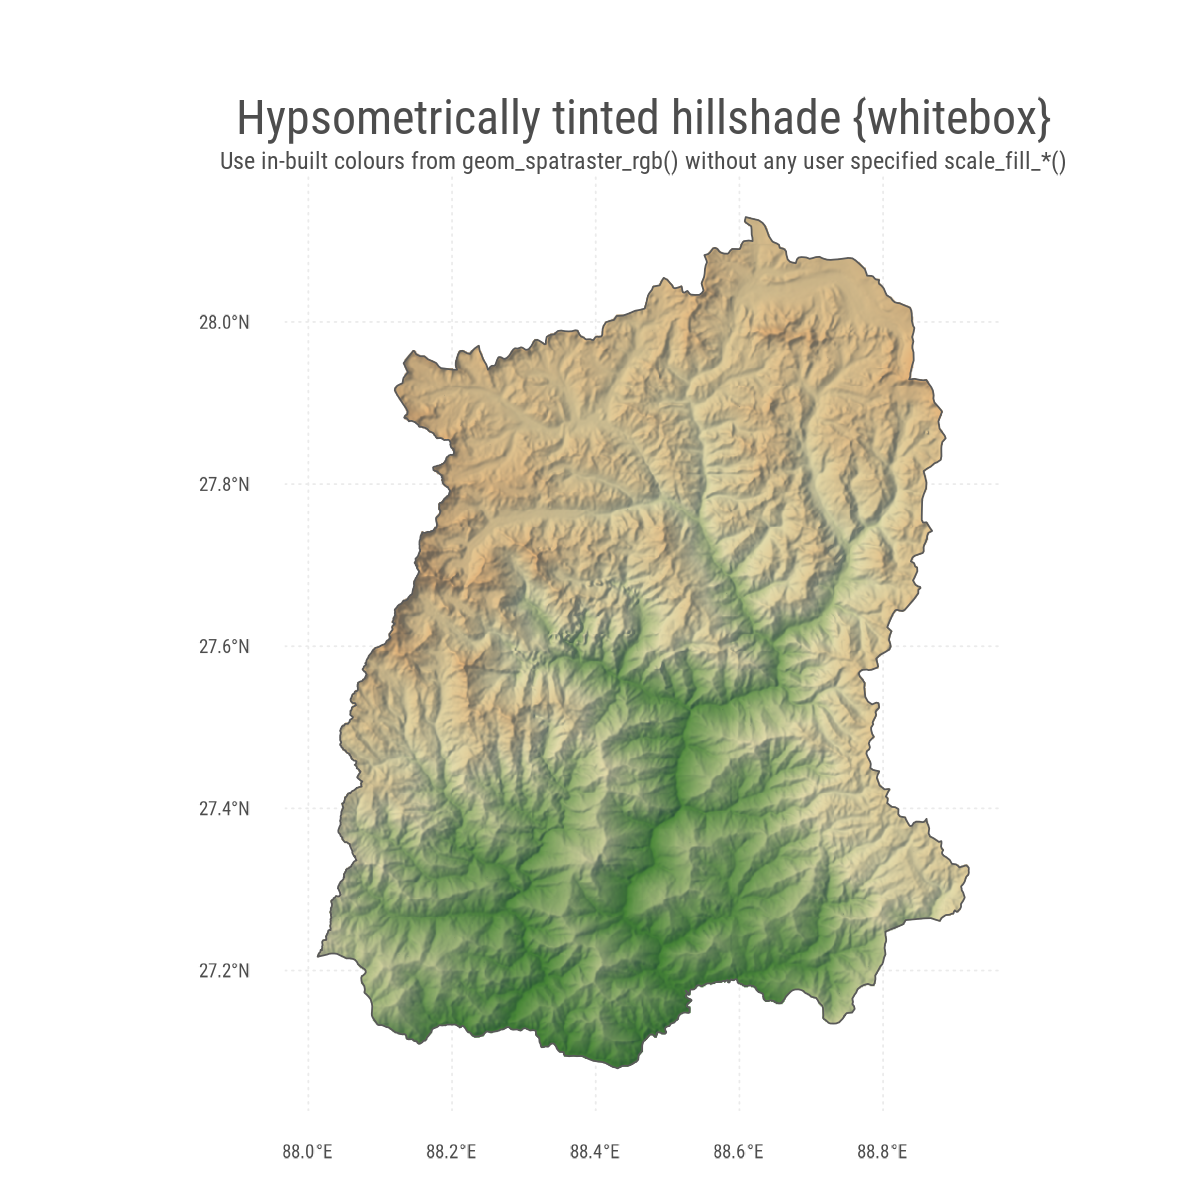 Hypsometrically tinted hillshade {whitebox}
Use in-built colours from geom_spatraster_rgb() without any user specified scale_fill_*()
28.0°N
27.8°N
27.6°N
27.4°N
27.2°N
88.0°E 88.2°E 88.4°E 88.6°E 88.8°E